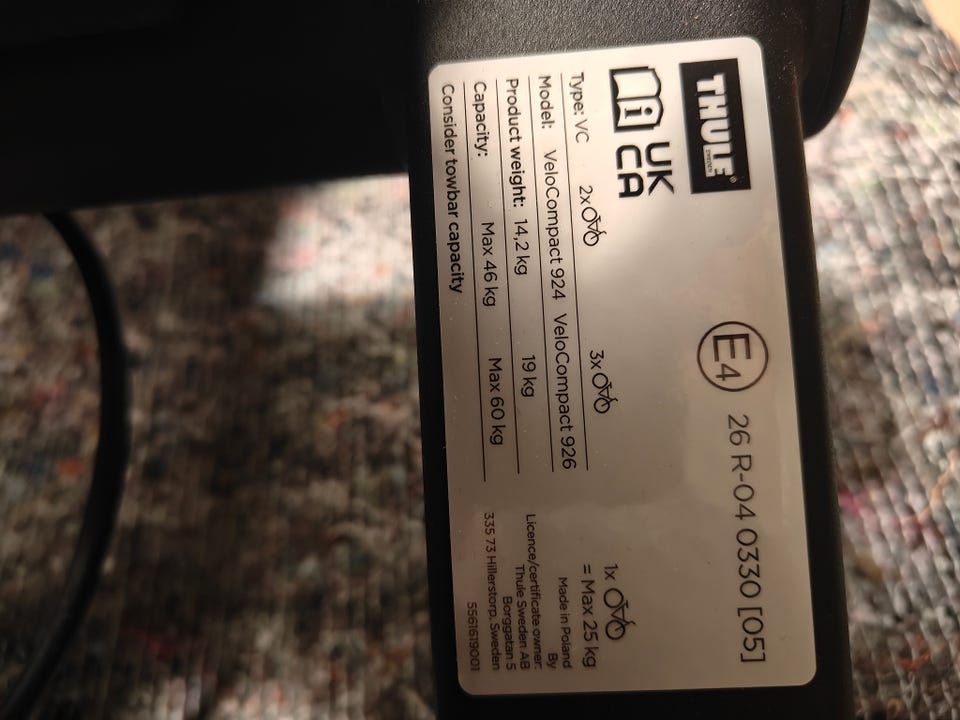 THULE
SWEDEN
E4 26 R-04 0330 [05]
UK
CA
Type: VC 2x 3x
Model: VeloCompact 924 VeloCompact 926
Product weight: 14,2 kg 19 kg
Capacity: Max 46 kg Max 60 kg
Consider towbar capacity
1x
= Max 25 kg
Made in Poland
By
Licence/certificate owner:
Thule Sweden AB
Borggatan 5
335 73 Hillerstorp, Sweden
5561619001